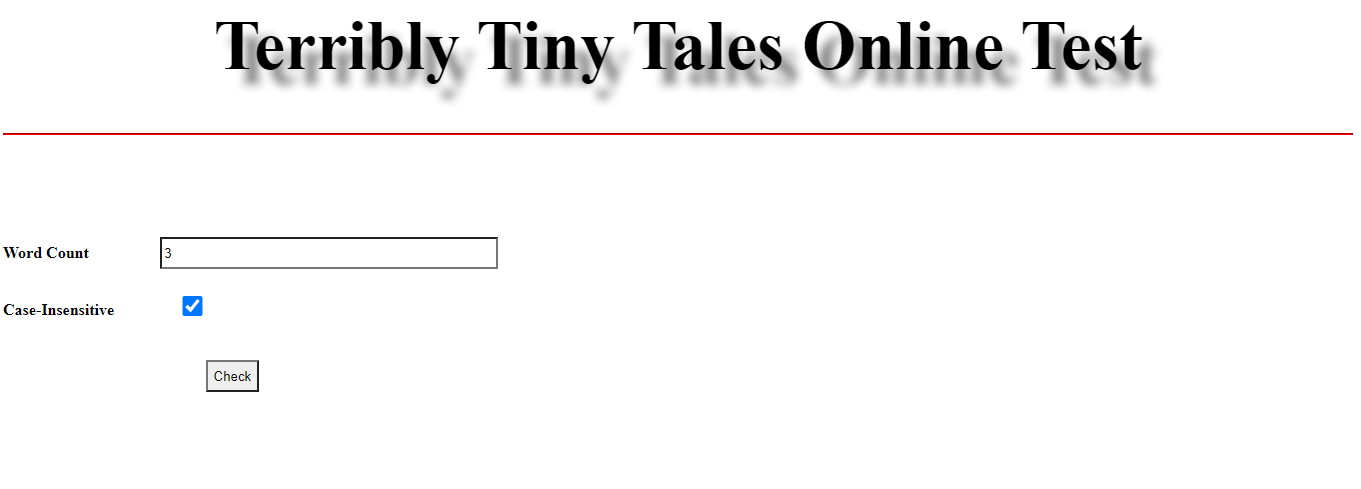 Terribly Tiny Tales Online Test
Word Count 3
Case-Insensitive
Check